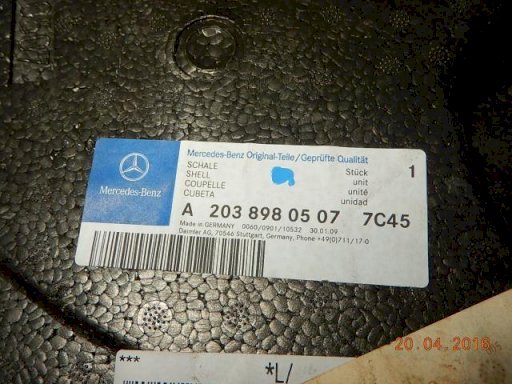 Mercedes-Benz Original-Teile/Geprüfte Qualität
SCHALE Stück 1
SHELL unit
COUPELLE unité
CUBETA unidad
Mercedes-Benz
A 203 898 05 07 7C45
Made in GERMANY 0060/0901/10532 30.01.09
Daimler AG, 70546 Stuttgart, Germany, Phone +49(0)711/17-0
20.04.2016
***
*L/